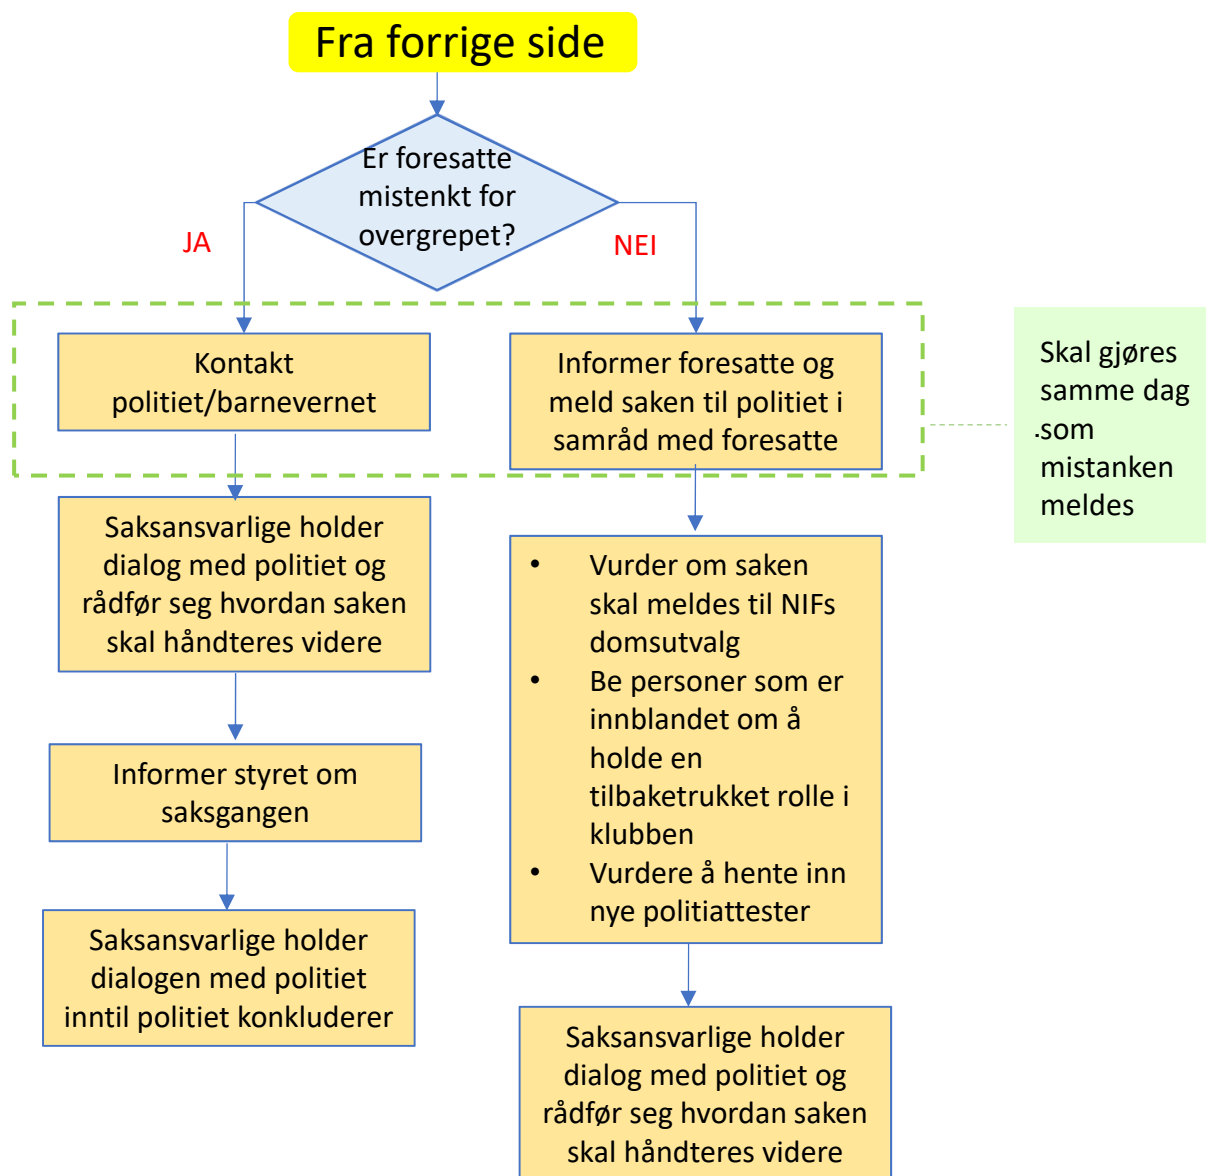 Fra forrige side
Er foresatte
mistenkt for
overgrepet?
JA
NEI
Kontakt
politiet/barnevernet
Informer foresatte og
meld saken til politiet i
samråd med foresatte
Skal gjøres
samme dag
.som
mistanken
meldes
Saksansvarlige holder
dialog med politiet og
rådfør seg hvordan saken
skal håndteres videre
Informer styret om
saksgangen
Saksansvarlige holder
dialogen med politiet
inntil politiet konkluderer
• Vurder om saken
skal meldes til NIFs
domsutvalg
• Be personer som er
innblandet om å
holde en
tilbaketrukket rolle i
klubben
• Vurdere å hente inn
nye politiattester
Saksansvarlige holder
dialog med politiet og
rådfør seg hvordan saken
skal håndteres videre